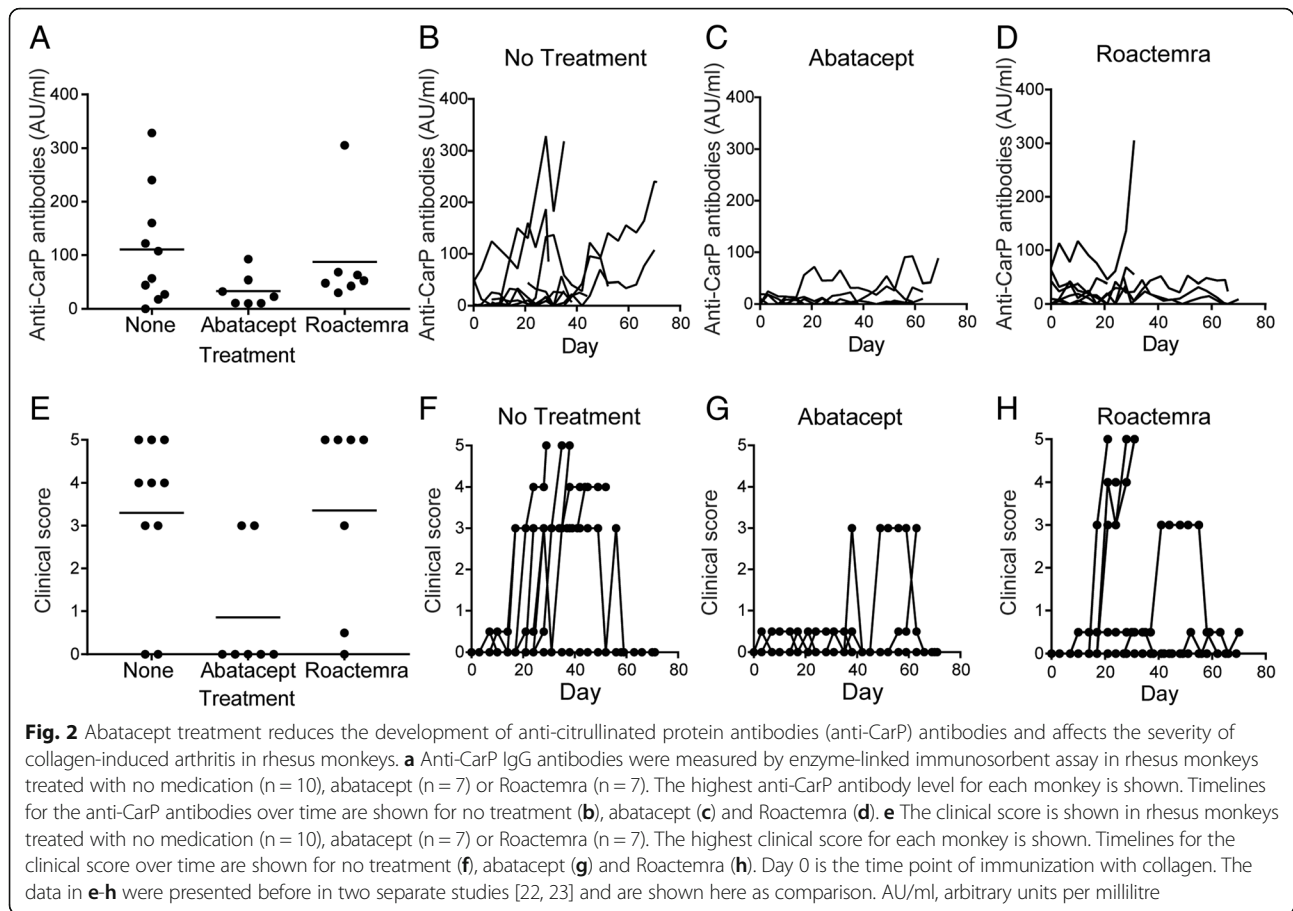 A
Anti-CarP antibodies (AU/ml)
400
300
200
100
0
None Abatacept Roactemra
Treatment
B
No Treatment
Anti-CarP antibodies (AU/ml)
400
300
200
100
0
0 20 40 60 80
Day
C
Abatacept
Anti-CarP antibodies (AU/ml)
400
300
200
100
0
0 20 40 60 80
Day
D
Roactemra
Anti-CarP antibodies (AU/ml)
400
300
200
100
0
0 20 40 60 80
Day
E
Clinical score
5
4
3
2
1
0
None Abatacept Roactemra
Treatment
F
No Treatment
Clinical score
5
4
3
2
1
0
0 20 40 60 80
Day
G
Abatacept
Clinical score
5
4
3
2
1
0
0 20 40 60 80
Day
H
Roactemra
Clinical score
5
4
3
2
1
0
0 20 40 60 80
Day
Fig. 2 Abatacept treatment reduces the development of anti-citrullinated protein antibodies (anti-CarP) antibodies and affects the severity of
collagen-induced arthritis in rhesus monkeys. a Anti-CarP IgG antibodies were measured by enzyme-linked immunosorbent assay in rhesus monkeys
treated with no medication (n = 10), abatacept (n = 7) or Roactemra (n = 7). The highest anti-CarP antibody level for each monkey is shown. Timelines
for the anti-CarP antibodies over time are shown for no treatment (b), abatacept (c) and Roactemra (d). e The clinical score is shown in rhesus monkeys
treated with no medication (n = 10), abatacept (n = 7) or Roactemra (n = 7). The highest clinical score for each monkey is shown. Timelines for the
clinical score over time are shown for no treatment (f), abatacept (g) and Roactemra (h). Day 0 is the time point of immunization with collagen. The
data in e-h were presented before in two separate studies [22, 23] and are shown here as comparison. AU/ml, arbitrary units per millilitre